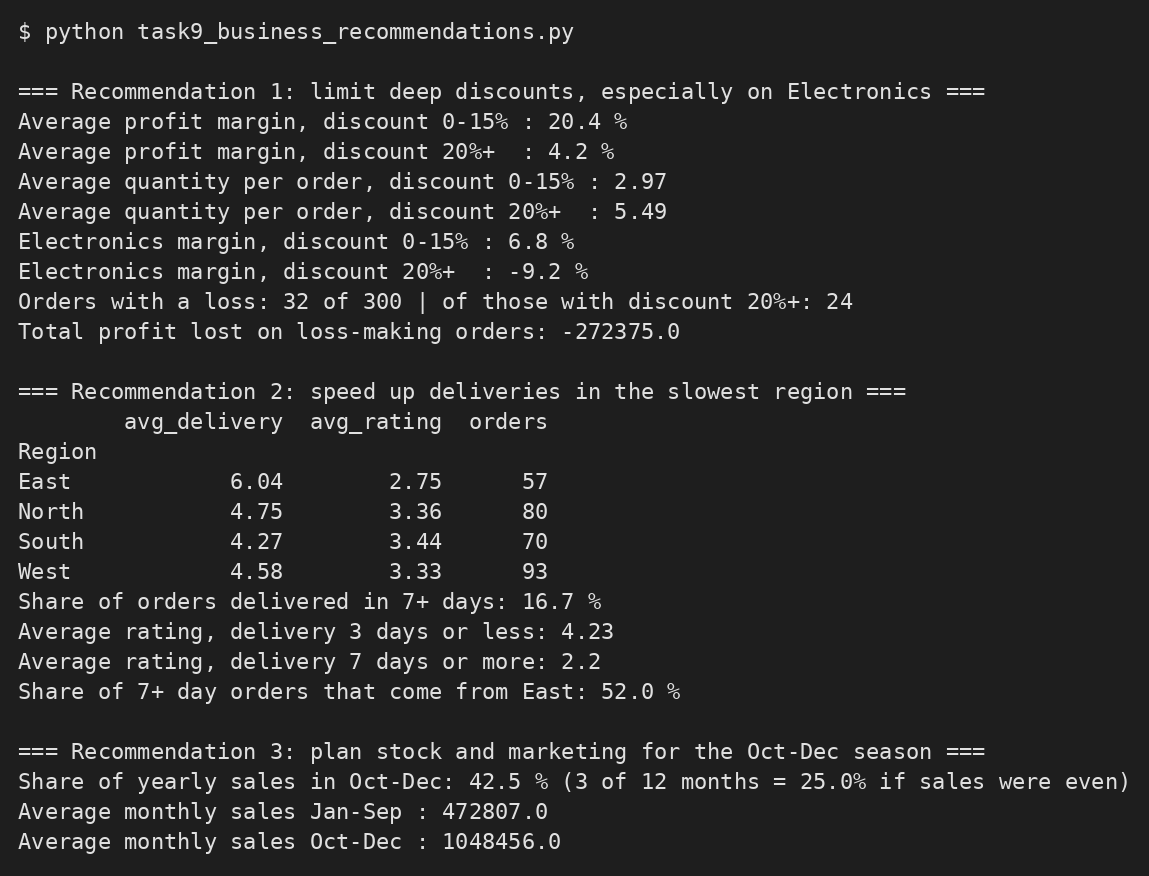 $ python task9_business_recommendations.py
=== Recommendation 1: limit deep discounts, especially on Electronics ===
Average profit margin, discount 0-15% : 20.4 %
Average profit margin, discount 20%+  : 4.2 %
Average quantity per order, discount 0-15% : 2.97
Average quantity per order, discount 20%+  : 5.49
Electronics margin, discount 0-15% : 6.8 %
Electronics margin, discount 20%+  : -9.2 %
Orders with a loss: 32 of 300 | of those with discount 20%+: 24
Total profit lost on loss-making orders: -272375.0
=== Recommendation 2: speed up deliveries in the slowest region ===
        avg_delivery  avg_rating  orders
Region
East            6.04        2.75      57
North           4.75        3.36      80
South           4.27        3.44      70
West            4.58        3.33      93
Share of orders delivered in 7+ days: 16.7 %
Average rating, delivery 3 days or less: 4.23
Average rating, delivery 7 days or more: 2.2
Share of 7+ day orders that come from East: 52.0 %
=== Recommendation 3: plan stock and marketing for the Oct-Dec season ===
Share of yearly sales in Oct-Dec: 42.5 % (3 of 12 months = 25.0% if sales were even)
Average monthly sales Jan-Sep : 472807.0
Average monthly sales Oct-Dec : 1048456.0